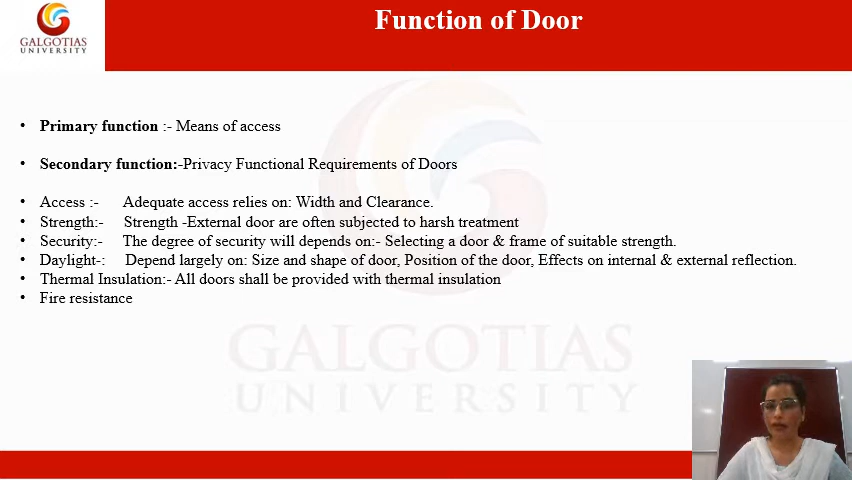 Function of Door
GALGOTIAS
UNIVERSITY
• Primary function :- Means of access
• Secondary function:-Privacy Functional Requirements of Doors
• Access :- Adequate access relies on: Width and Clearance.
• Strength:- Strength -External door are often subjected to harsh treatment
• Security:- The degree of security will depends on:- Selecting a door & frame of suitable strength.
• Daylight-: Depend largely on: Size and shape of door, Position of the door, Effects on internal & external reflection.
• Thermal Insulation:- All doors shall be provided with thermal insulation
• Fire resistance
GALGOTIAS
UNIVERSITY